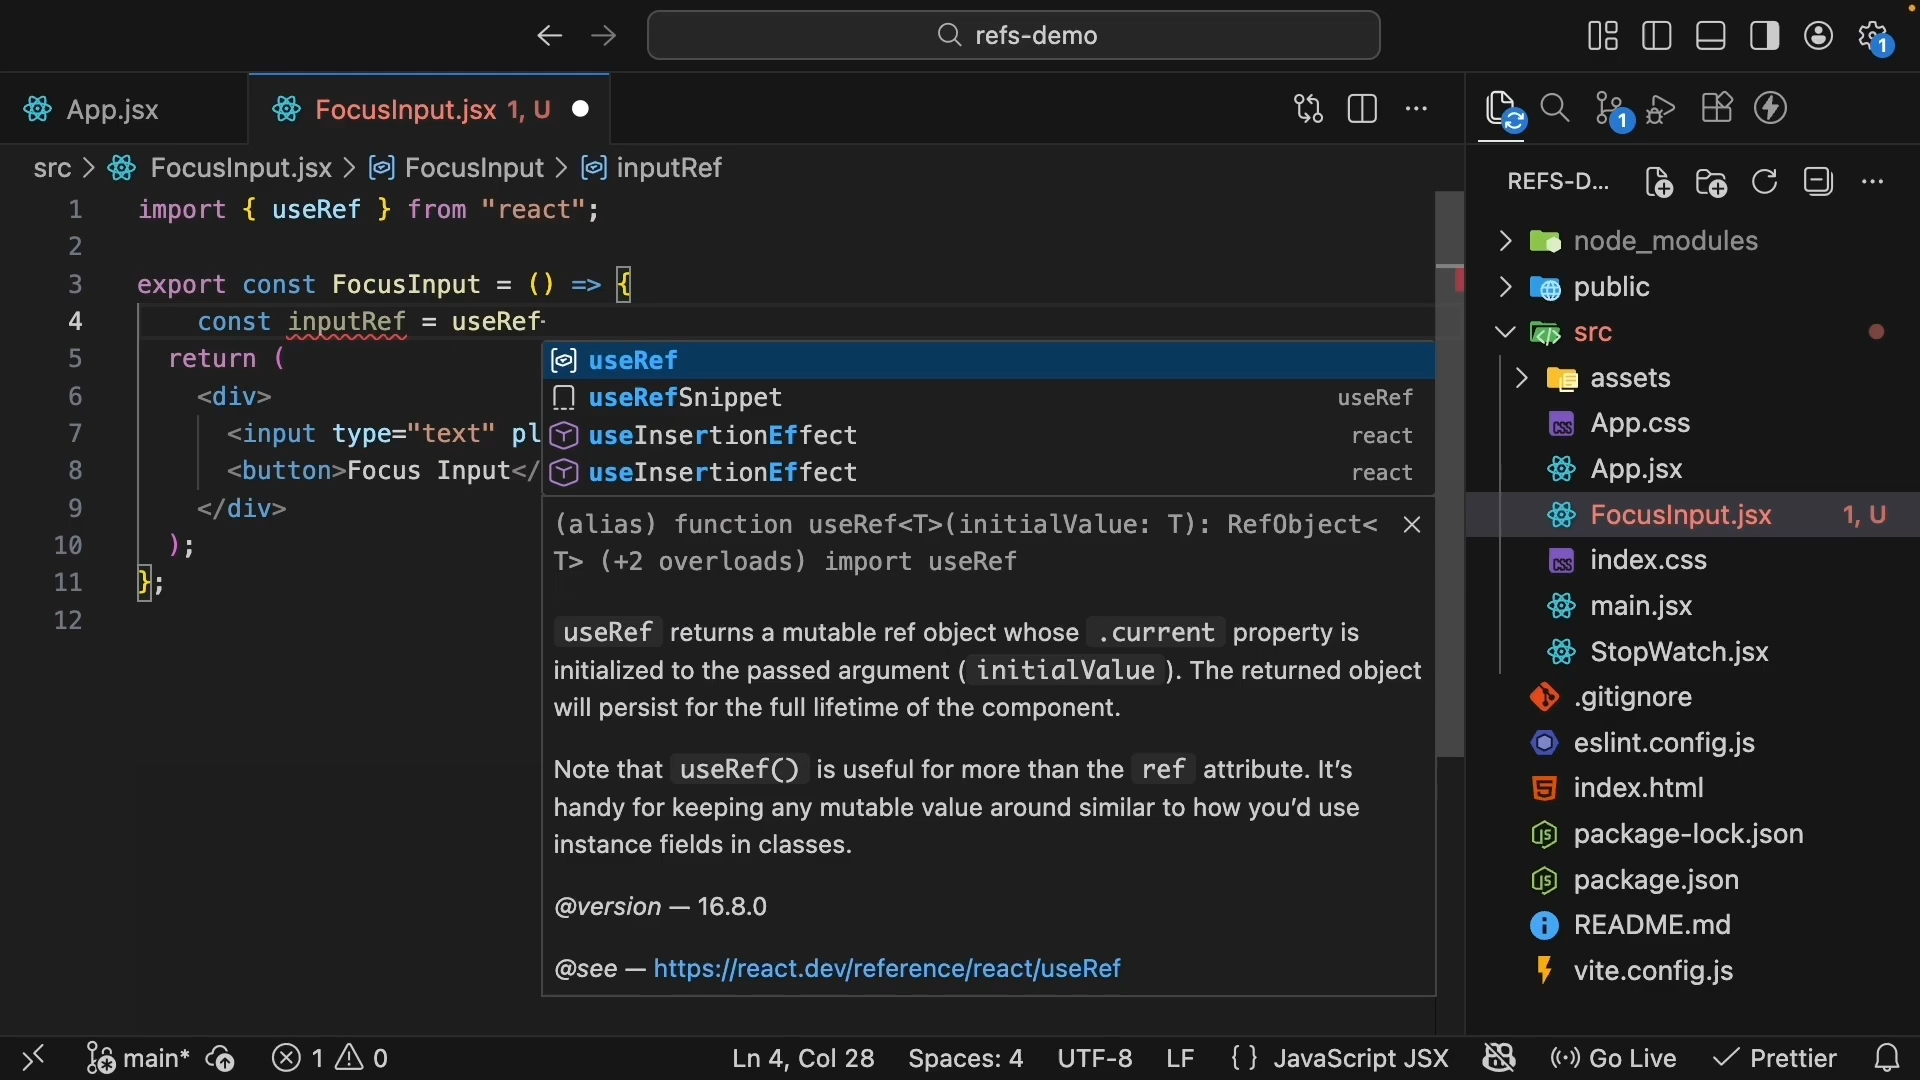 refs-demo
1
App.jsx
FocusInput.jsx 1, U
1
src > FocusInput.jsx > FocusInput > inputRef
REFS-D...
1 import { useRef } from "react";
2
3 export const FocusInput = () => {
4 const inputRef = useRef
5 return (
6 <div>
7 <input type="text" pl
8 <button>Focus Input</
9 </div>
10 );
11 };
12
useRef
useRefSnippet useRef
useInsertionEffect react
useInsertionEffect react
(alias) function useRef<T>(initialValue: T): RefObject<
T> (+2 overloads) import useRef
useRef returns a mutable ref object whose .current property is
initialized to the passed argument (initialValue). The returned object
will persist for the full lifetime of the component.
Note that useRef() is useful for more than the ref attribute. It’s
handy for keeping any mutable value around similar to how you’d use
instance fields in classes.
@version — 16.8.0
@see — https://react.dev/reference/react/useRef
node_modules
public
src
assets
App.css
App.jsx
FocusInput.jsx 1, U
index.css
main.jsx
StopWatch.jsx
.gitignore
eslint.config.js
index.html
package-lock.json
package.json
README.md
vite.config.js
main* 1 0 Ln 4, Col 28 Spaces: 4 UTF-8 LF { } JavaScript JSX Go Live Prettier